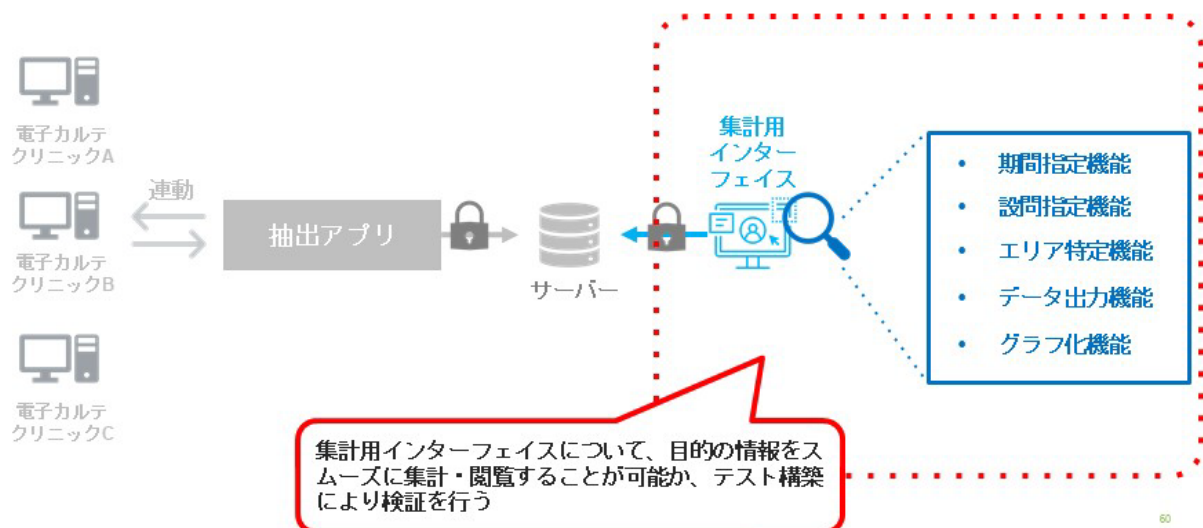 電子カルテ
クリニックA
電子カルテ
クリニックB
電子カルテ
クリニックC
連動
抽出アプリ
サーバー
集計用
インター
フェイス
• 期間指定機能
• 設問指定機能
• エリア特定機能
• データ出力機能
• グラフ化機能
集計用インターフェイスについて、目的の情報をス
ムーズに集計・閲覧することが可能か、テスト構築
により検証を行う
60